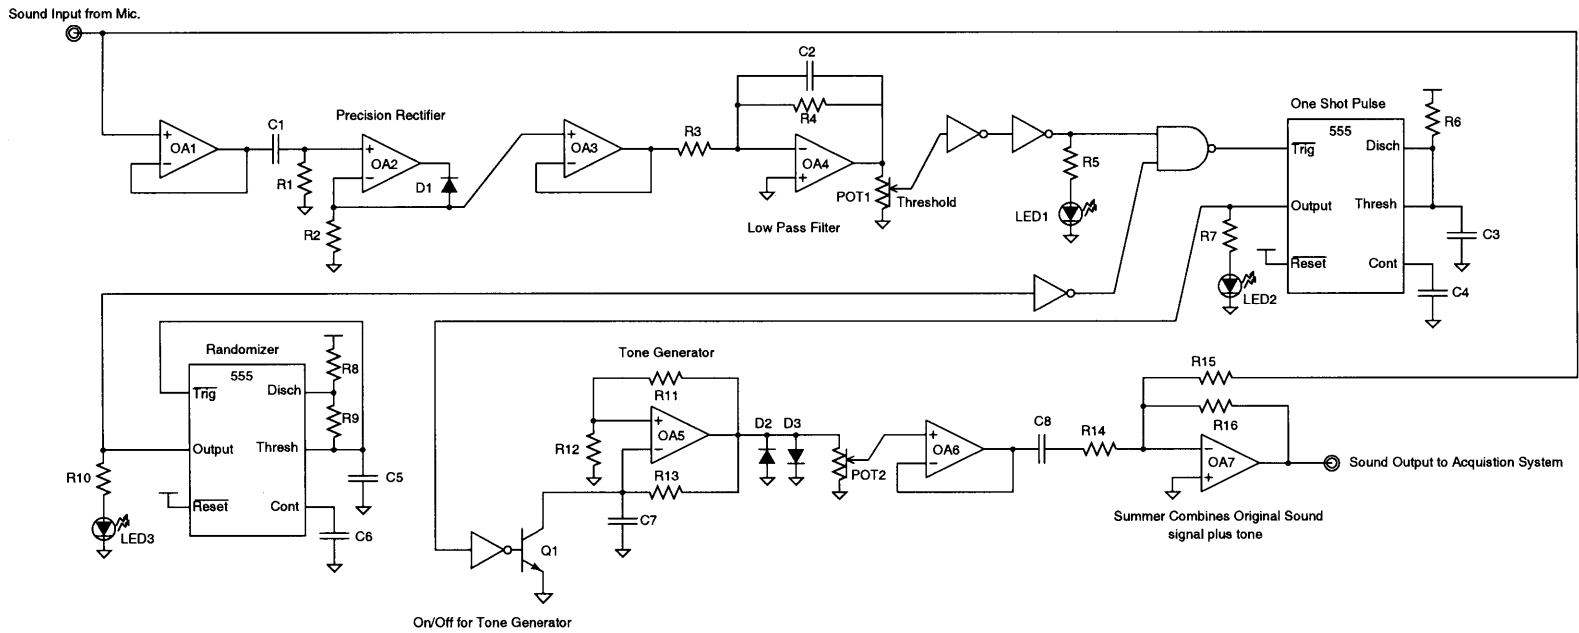 Sound Input from Mic.
C2
R4
One Shot Pulse
R6
Precision Rectifier
C1
OA1
R1
OA2
D1
R2
OA3
R3
OA4
POT1
Threshold
Low Pass Filter
R5
LED1
555
Trig
Disch
Output
Thresh
Reset
Cont
R7
LED2
C3
C4
Randomizer
555
Trig
Disch
Output
Thresh
Reset
Cont
R8
R9
R10
LED3
C5
C6
Tone Generator
R11
R12
OA5
R13
C7
D2
D3
POT2
Q1
On/Off for Tone Generator
OA6
C8
R14
R15
R16
OA7
Sound Output to Acquistion System
Summer Combines Original Sound
signal plus tone